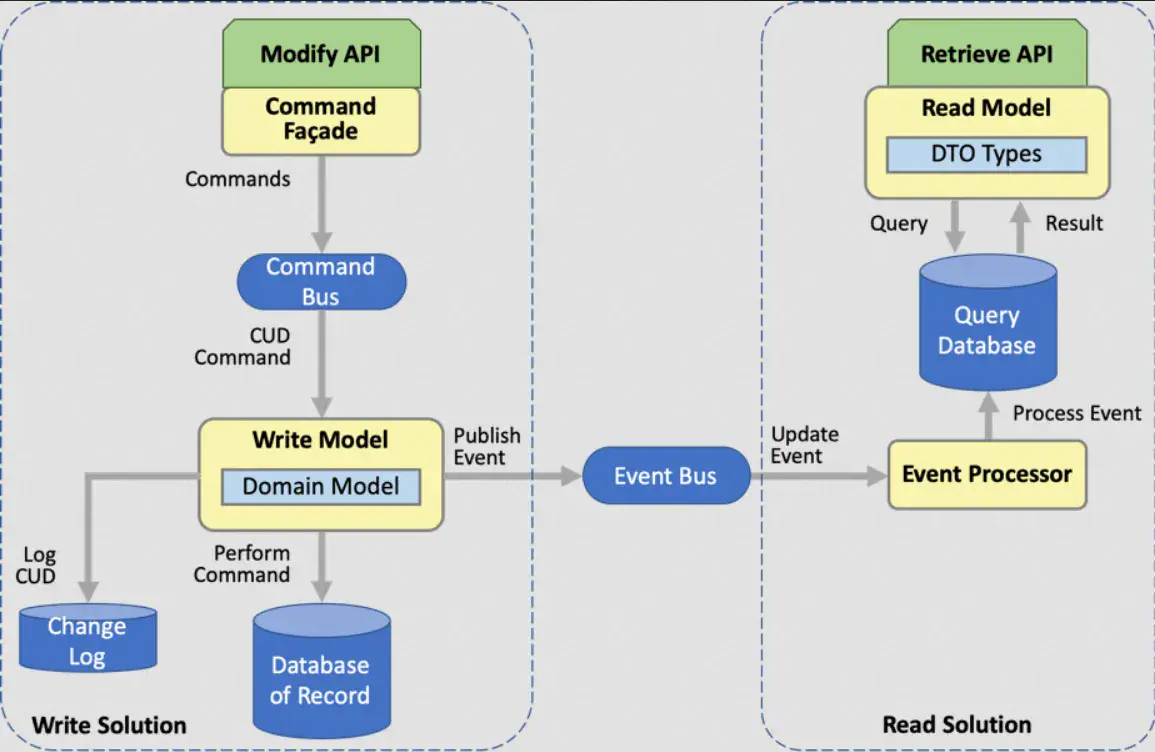 Modify API
Command
Façade
Commands
Command
Bus
CUD
Command
Write Model
Domain Model
Publish
Event
Log
CUD
Perform
Command
Change
Log
Database
of Record
Write Solution
Event Bus
Retrieve API
Read Model
DTO Types
Query
Result
Query
Database
Process Event
Update
Event
Event Processor
Read Solution